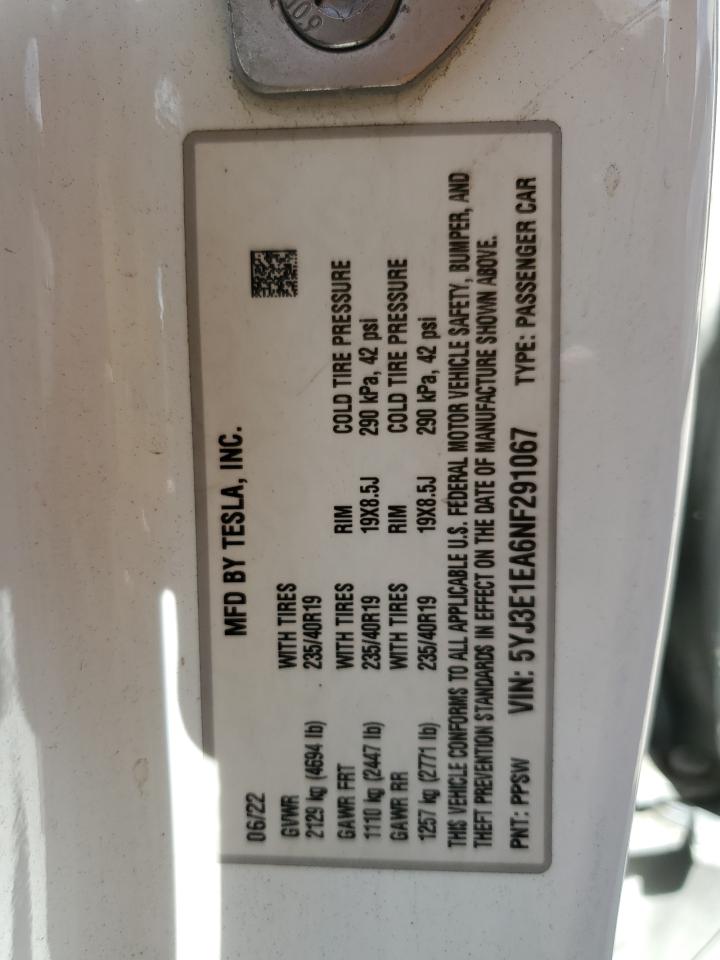 MFD BY TESLA, INC.
06/22
GVWR WITH TIRES
2129 kg (4694 lb) 235/40R19
GAWR FRT WITH TIRES RIM COLD TIRE PRESSURE
1110 kg (2447 lb) 235/40R19 19X8.5J 290 kPa, 42 psi
GAWR RR WITH TIRES RIM COLD TIRE PRESSURE
1257 kg (2771 lb) 235/40R19 19X8.5J 290 kPa, 42 psi
THIS VEHICLE CONFORMS TO ALL APPLICABLE U.S. FEDERAL MOTOR VEHICLE SAFETY, BUMPER, AND
THEFT PREVENTION STANDARDS IN EFFECT ON THE DATE OF MANUFACTURE SHOWN ABOVE.
PNT: PPSW VIN: 5YJ3E1EA6NF291067 TYPE: PASSENGER CAR